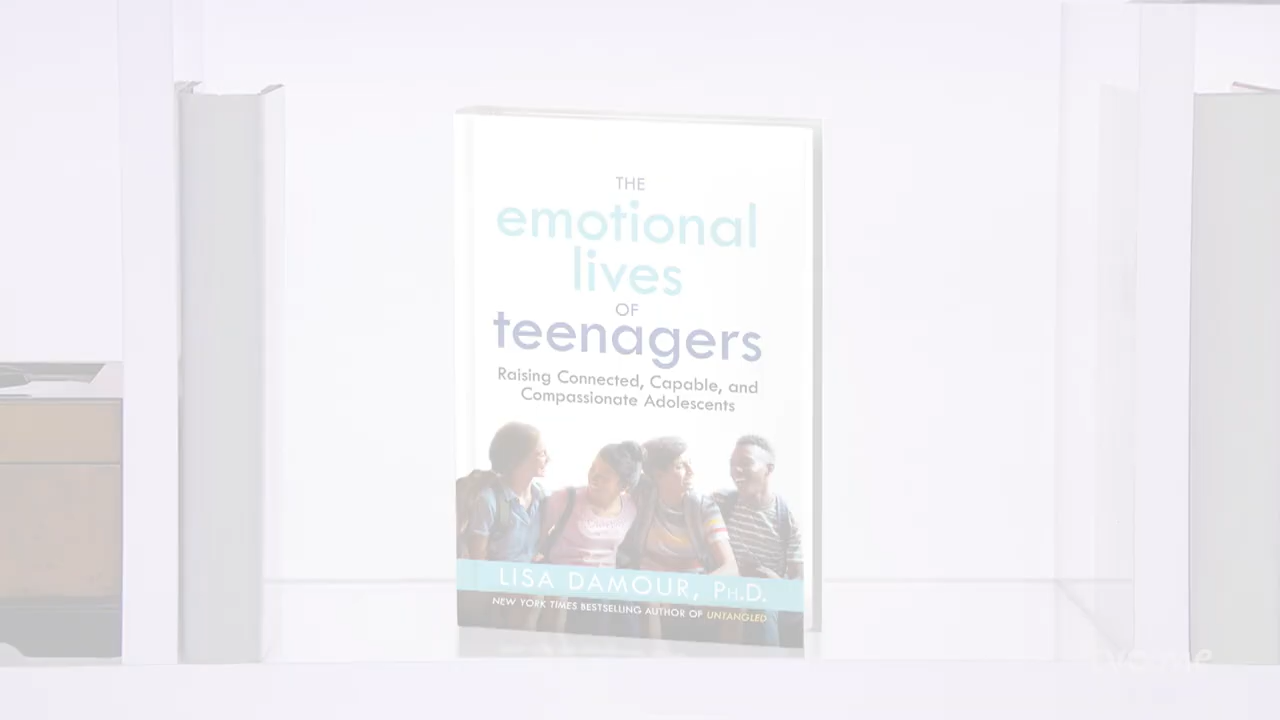 THE
emotional
lives
OF
teenagers
Raising Connected, Capable, and
Compassionate Adolescents
LISA DAMOUR, PH.D.
NEW YORK TIMES BESTSELLING AUTHOR OF UNTANGLED